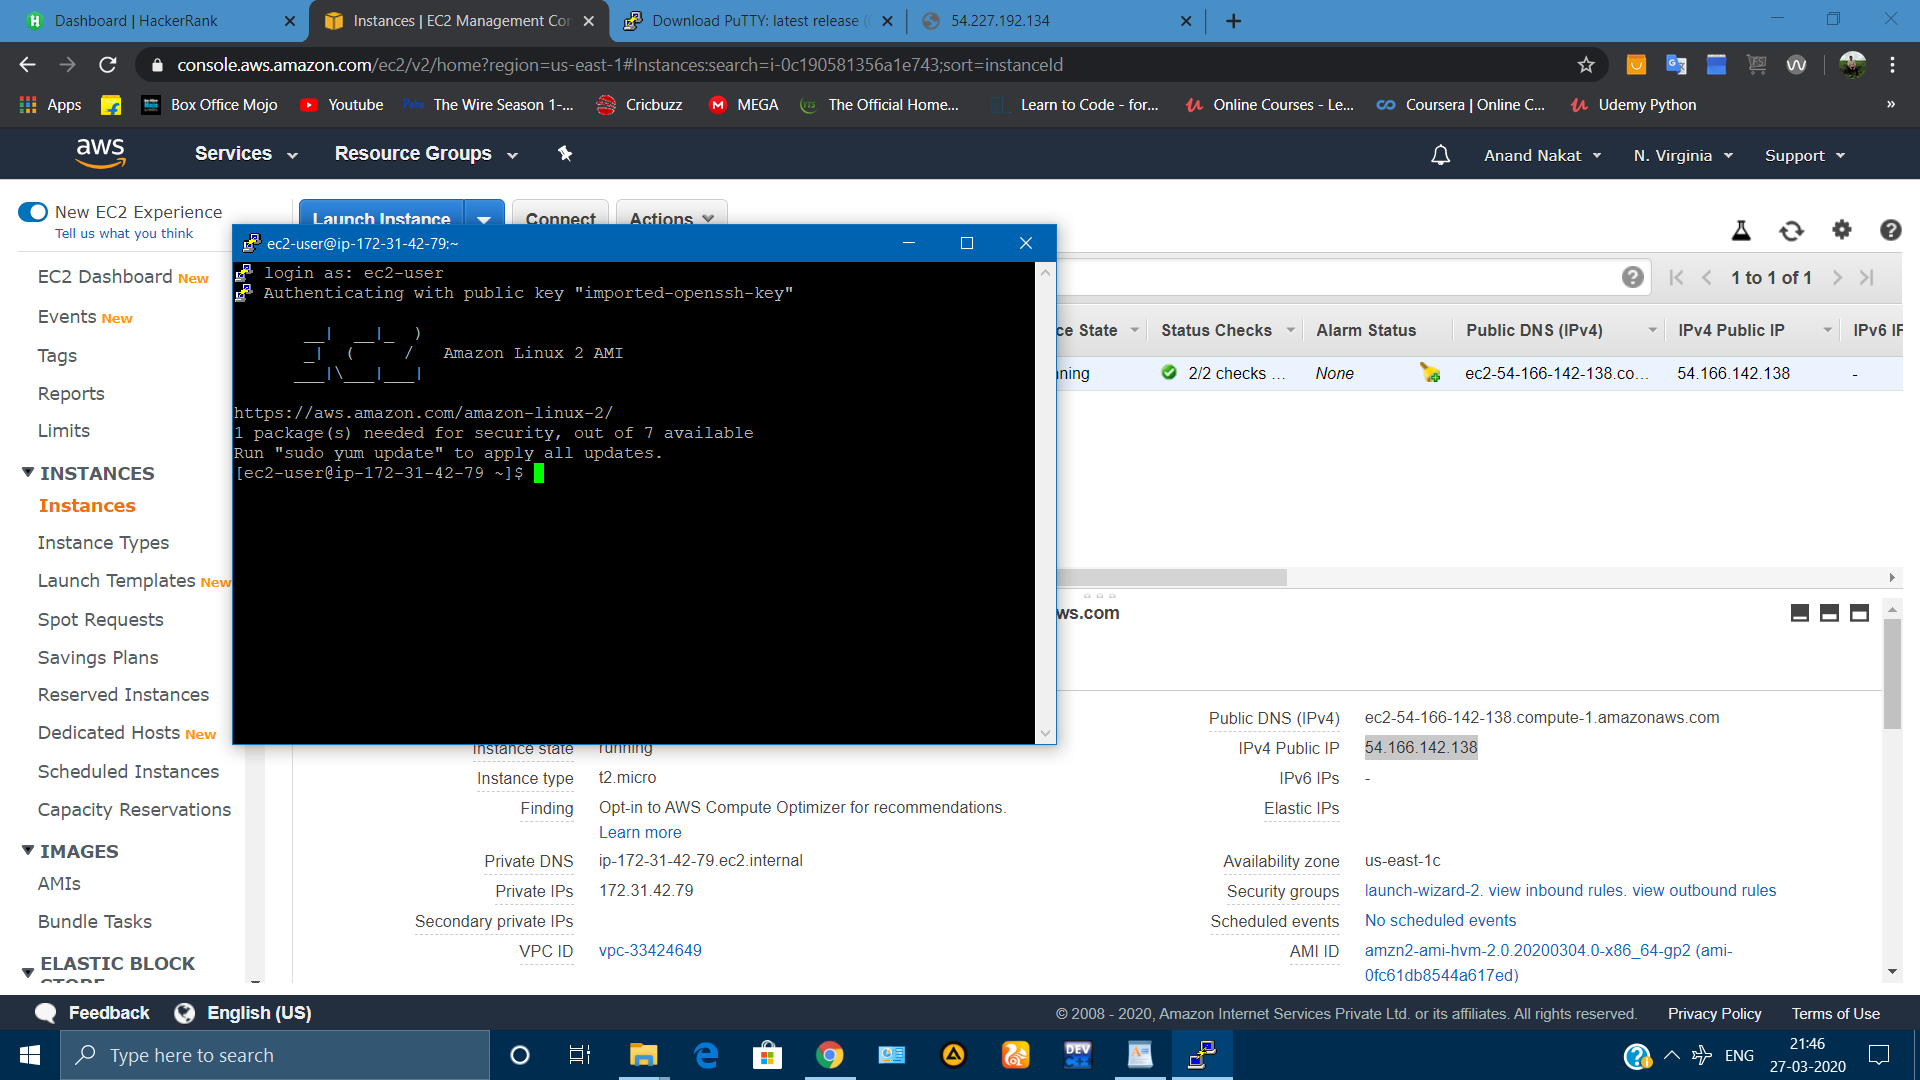 Dashboard | HackerRank
Instances | EC2 Management Con
Download PuTTY: latest release (
54.227.192.134
console.aws.amazon.com/ec2/v2/home?region=us-east-1#Instances:search=i-0c190581356a1e743;sort=instanceId
Apps
Box Office Mojo
Youtube
The Wire Season 1-...
Cricbuzz
MEGA
The Official Home...
Learn to Code - for...
Online Courses - Le...
Coursera | Online C...
Udemy Python
»
aws
Services
Resource Groups
Anand Nakat
N. Virginia
Support
New EC2 Experience
Tell us what you think
Launch Instance
Connect
Actions
ec2-user@ip-172-31-42-79:~
login as: ec2-user
Authenticating with public key "imported-openssh-key"
__|  __|_  )
_|  (     /   Amazon Linux 2 AMI
___|\___|___|
https://aws.amazon.com/amazon-linux-2/
1 package(s) needed for security, out of 7 available
Run "sudo yum update" to apply all updates.
[ec2-user@ip-172-31-42-79 ~]$
1 to 1 of 1
ce State
Status Checks
Alarm Status
Public DNS (IPv4)
IPv4 Public IP
IPv6 IP
ning
2/2 checks ...
None
ec2-54-166-142-138.co...
54.166.142.138
-
EC2 Dashboard New
Events New
Tags
Reports
Limits
INSTANCES
Instances
Instance Types
Launch Templates New
Spot Requests
Savings Plans
Reserved Instances
Dedicated Hosts New
Scheduled Instances
Capacity Reservations
IMAGES
AMIs
Bundle Tasks
ELASTIC BLOCK
STORE
ws.com
Instance state running
Instance type t2.micro
Finding Opt-in to AWS Compute Optimizer for recommendations.
Learn more
Private DNS ip-172-31-42-79.ec2.internal
Private IPs 172.31.42.79
Secondary private IPs
VPC ID vpc-33424649
Public DNS (IPv4) ec2-54-166-142-138.compute-1.amazonaws.com
IPv4 Public IP 54.166.142.138
IPv6 IPs -
Elastic IPs
Availability zone us-east-1c
Security groups launch-wizard-2. view inbound rules. view outbound rules
Scheduled events No scheduled events
AMI ID amzn2-ami-hvm-2.0.20200304.0-x86_64-gp2 (ami-
0fc61db8544a617ed)
Feedback
English (US)
© 2008 - 2020, Amazon Internet Services Private Ltd. or its affiliates. All rights reserved.
Privacy Policy
Terms of Use
Type here to search
DEV
C++
ENG
21:46
27-03-2020